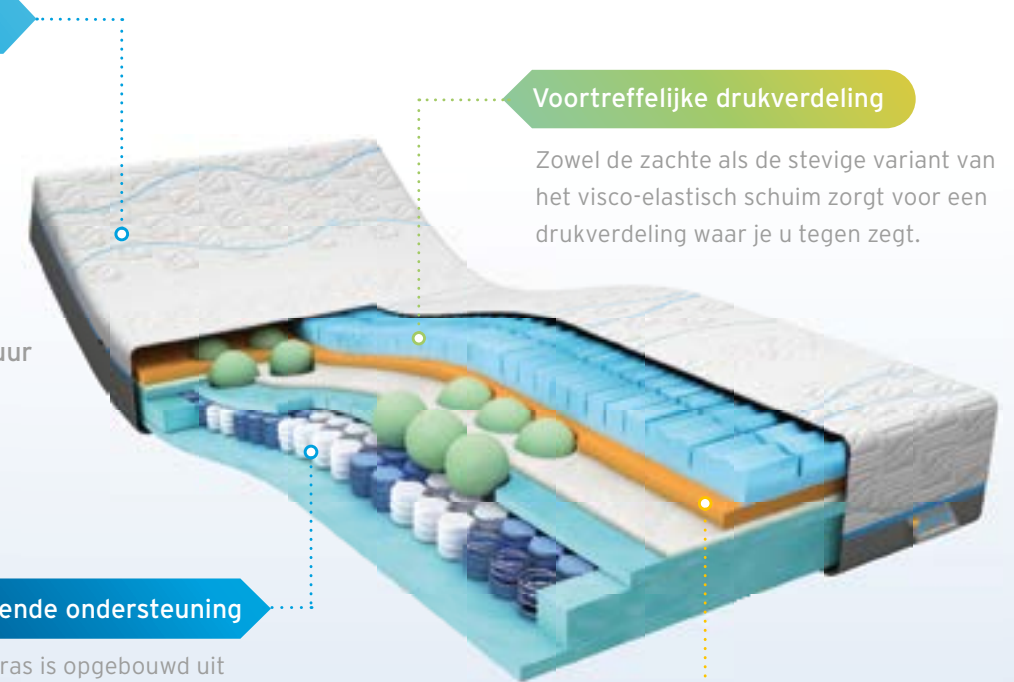 Voortreffelijke drukverdeling
Zowel de zachte als de stevige variant van
het visco-elastisch schuim zorgt voor een
drukverdeling waar je u tegen zegt.
uur
ende ondersteuning
ras is opgebouwd uit